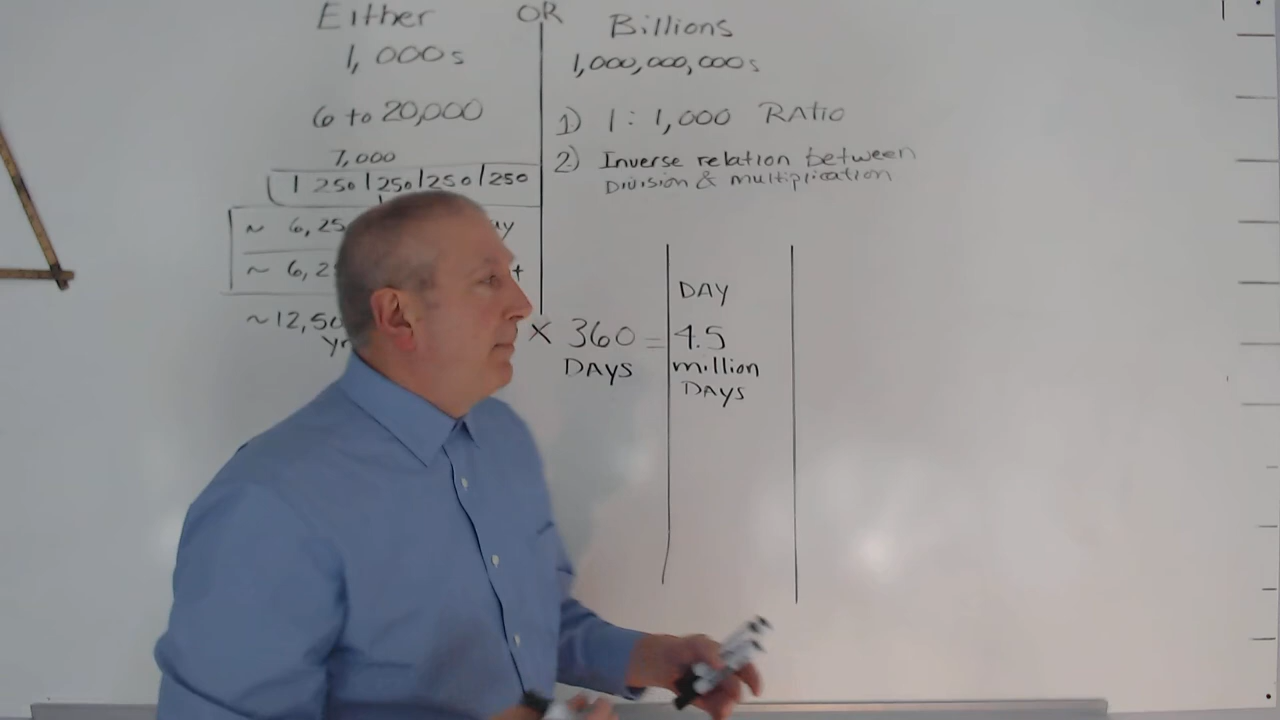 Either
OR
1,000s
6 to 20,000
7,000
1 250 | 250 | 250 | 250
~ 6,25
~ 6,2
~12,50
Billions
1,000,000,000s
1) 1 : 1,000 RATIO
2) Inverse relation between
Division & multiplication
X 360 =
DAYS
DAY
4.5
million
DAYS